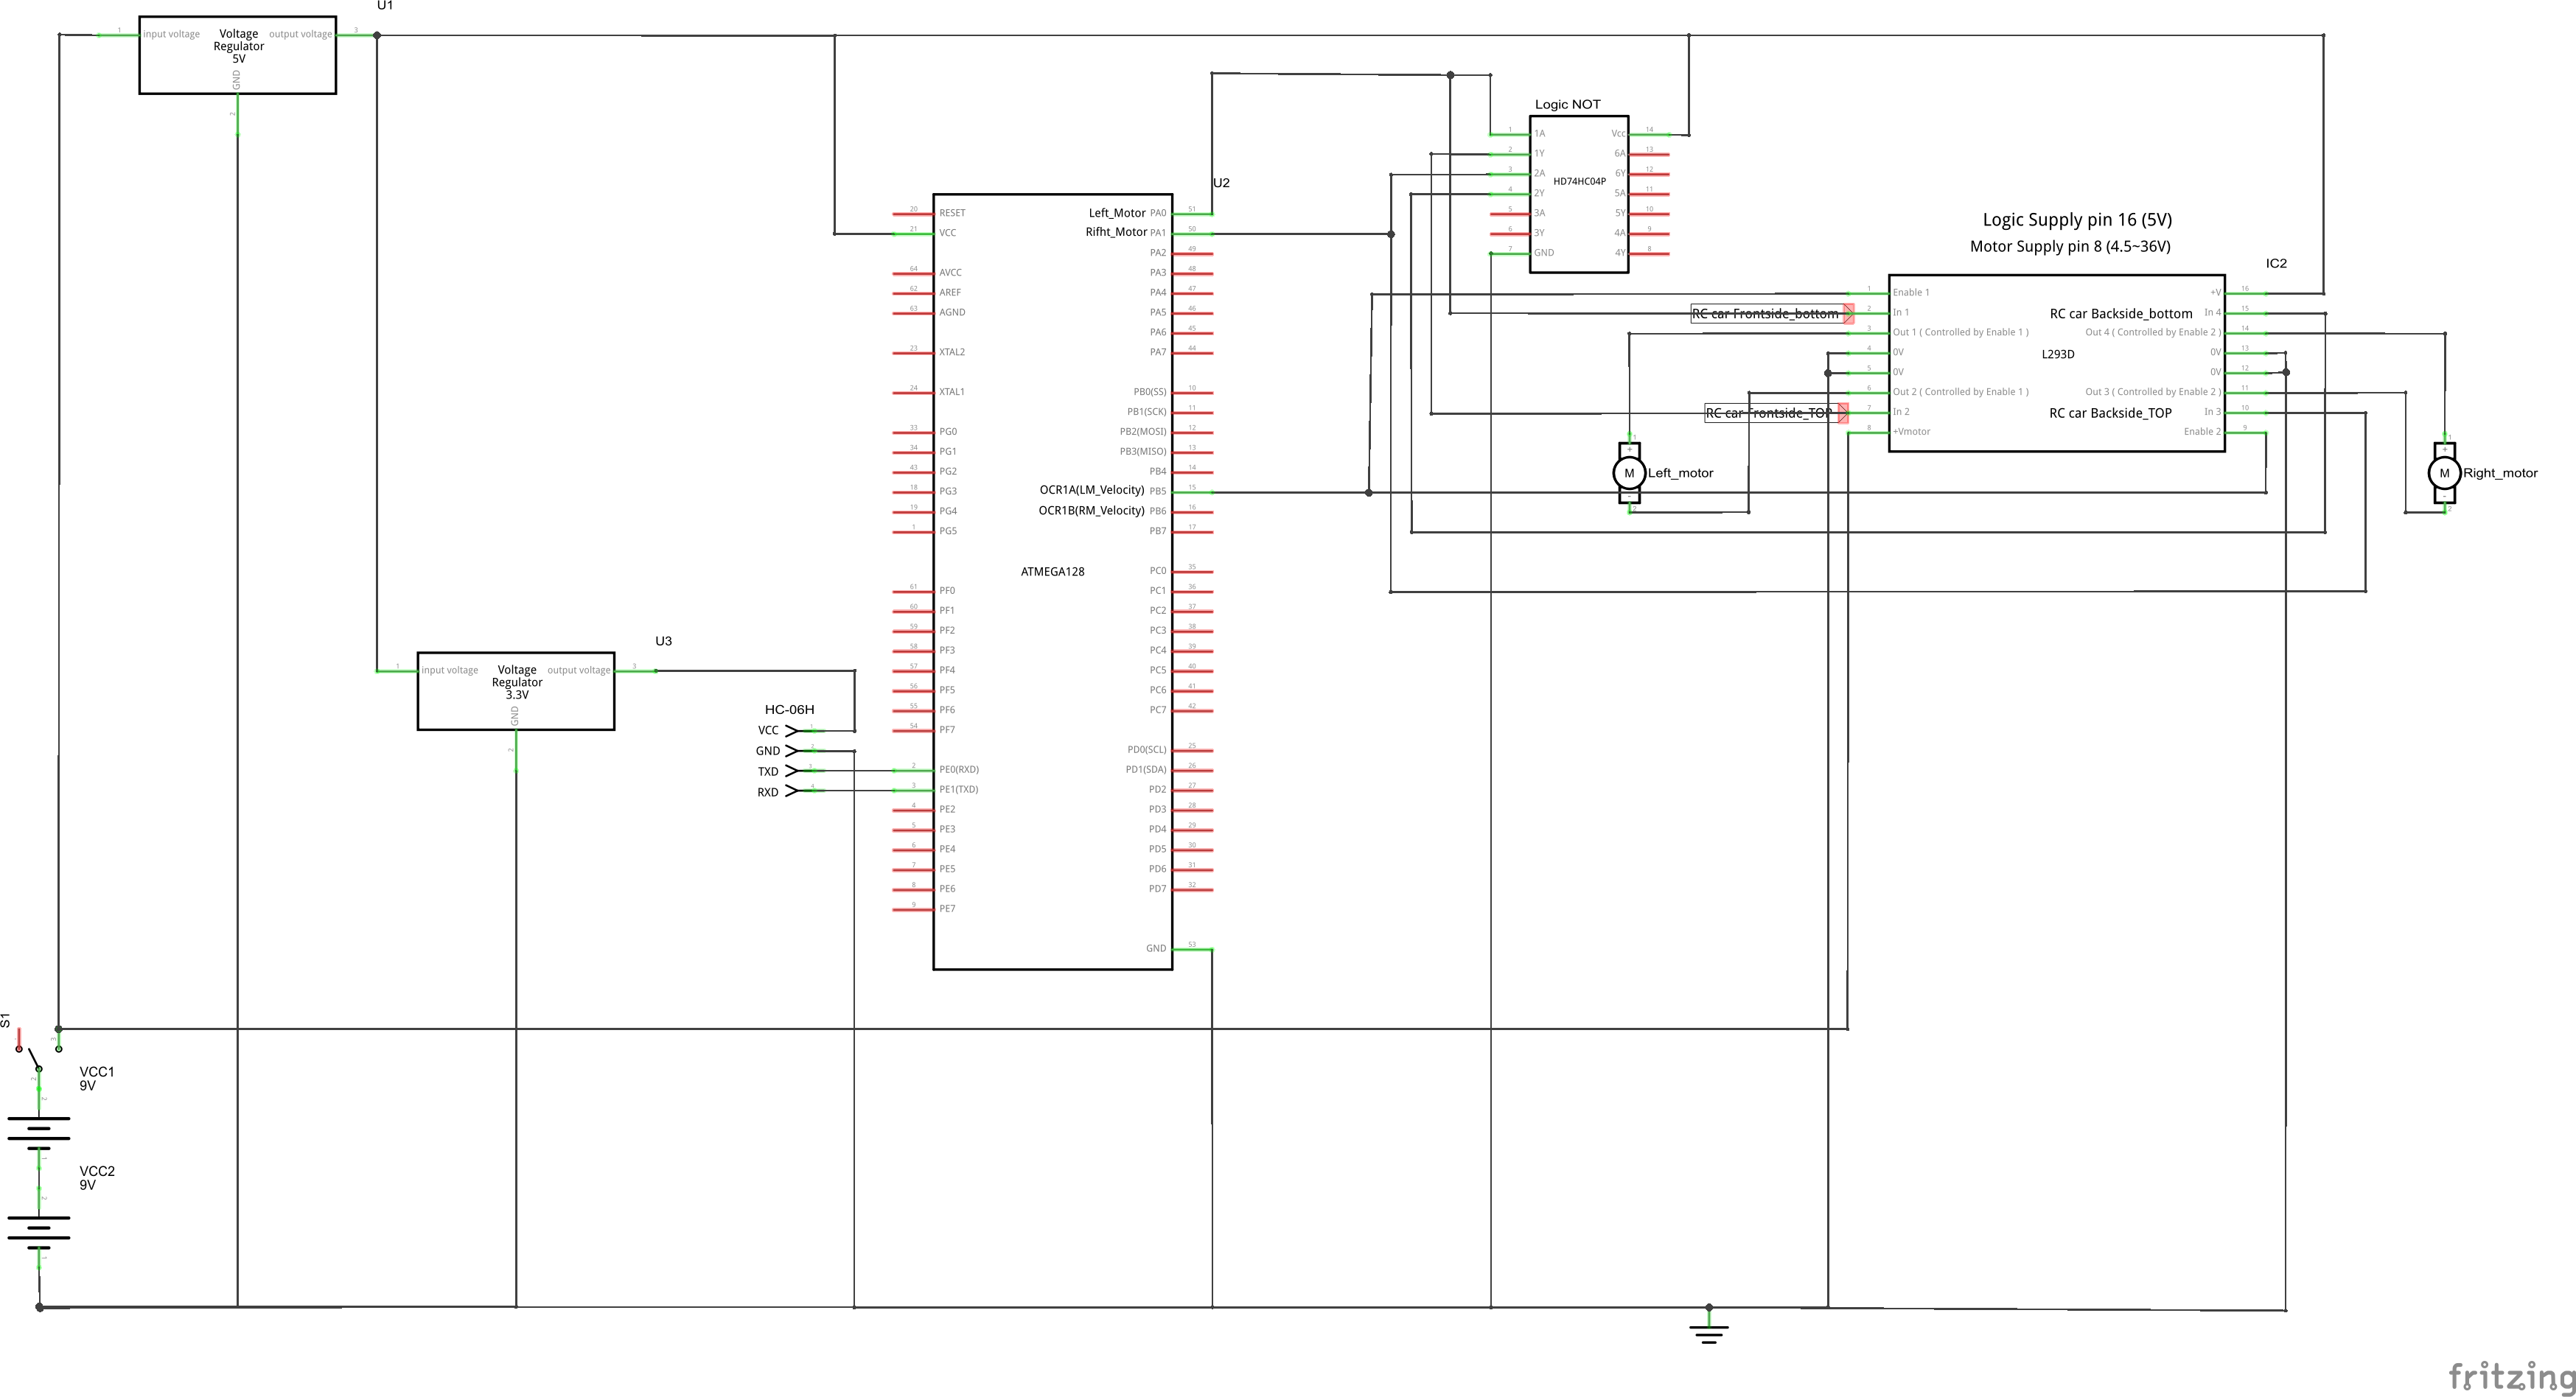 U1
1
input voltage
Voltage
Regulator
5V
output voltage
3
GND
2
U3
1
input voltage
Voltage
Regulator
3.3V
output voltage
3
GND
2
HC-06H
VCC
1
GND
2
TXD
3
RXD
4
S1
3
2
VCC1
9V
2
1
VCC2
9V
2
1
U2
20 RESET
21 VCC
64 AVCC
62 AREF
63 AGND
23 XTAL2
24 XTAL1
33 PG0
34 PG1
43 PG2
18 PG3
19 PG4
1 PG5
61 PF0
60 PF1
59 PF2
58 PF3
57 PF4
56 PF5
55 PF6
54 PF7
2 PE0(RXD)
3 PE1(TXD)
4 PE2
5 PE3
6 PE4
7 PE5
8 PE6
9 PE7
ATMEGA128
Left_Motor PA0 51
Rifht_Motor PA1 50
PA2 49
PA3 48
PA4 47
PA5 46
PA6 45
PA7 44
PB0(SS) 10
PB1(SCK) 11
PB2(MOSI) 12
PB3(MISO) 13
PB4 14
OCR1A(LM_Velocity) PB5 15
OCR1B(RM_Velocity) PB6 16
PB7 17
PC0 35
PC1 36
PC2 37
PC3 38
PC4 39
PC5 40
PC6 41
PC7 42
PD0(SCL) 25
PD1(SDA) 26
PD2 27
PD3 28
PD4 29
PD5 30
PD6 31
PD7 32
GND 53
Logic NOT
1 1A
2 1Y
3 2A
4 2Y
5 3A
6 3Y
7 GND
HD74HC04P
Vcc 14
6A 13
6Y 12
5A 11
5Y 10
4A 9
4Y 8
Logic Supply pin 16 (5V)
Motor Supply pin 8 (4.5~36V)
IC2
1 Enable 1
RC car Frontside_bottom 2 In 1
3 Out 1 ( Controlled by Enable 1 )
4 0V
5 0V
6 Out 2 ( Controlled by Enable 1 )
RC car Frontside_TOP 7 In 2
8 +Vmotor
L293D
+V 16
RC car Backside_bottom In 4 15
Out 4 ( Controlled by Enable 2 ) 14
0V 13
0V 12
Out 3 ( Controlled by Enable 2 ) 11
RC car Backside_TOP In 3 10
Enable 2 9
1
+
M Left_motor
-
2
1
+
M Right_motor
-
2
fritzing